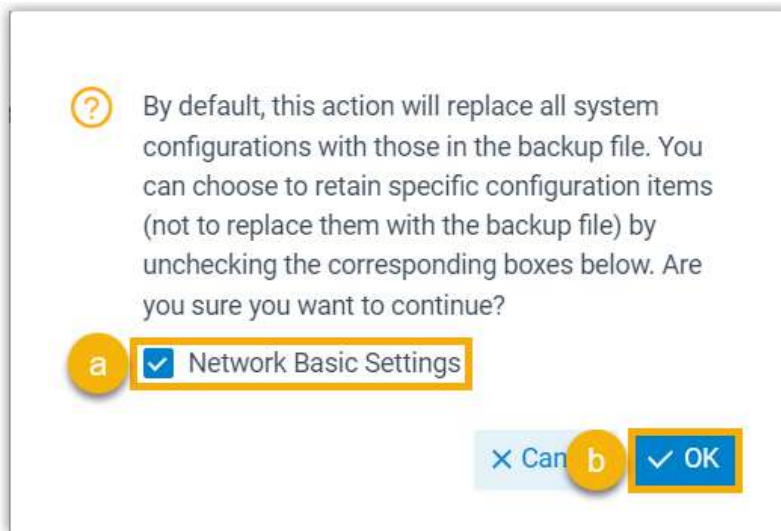 By default, this action will replace all system
configurations with those in the backup file. You
can choose to retain specific configuration items
(not to replace them with the backup file) by
unchecking the corresponding boxes below. Are
you sure you want to continue?
a Network Basic Settings
Can b OK